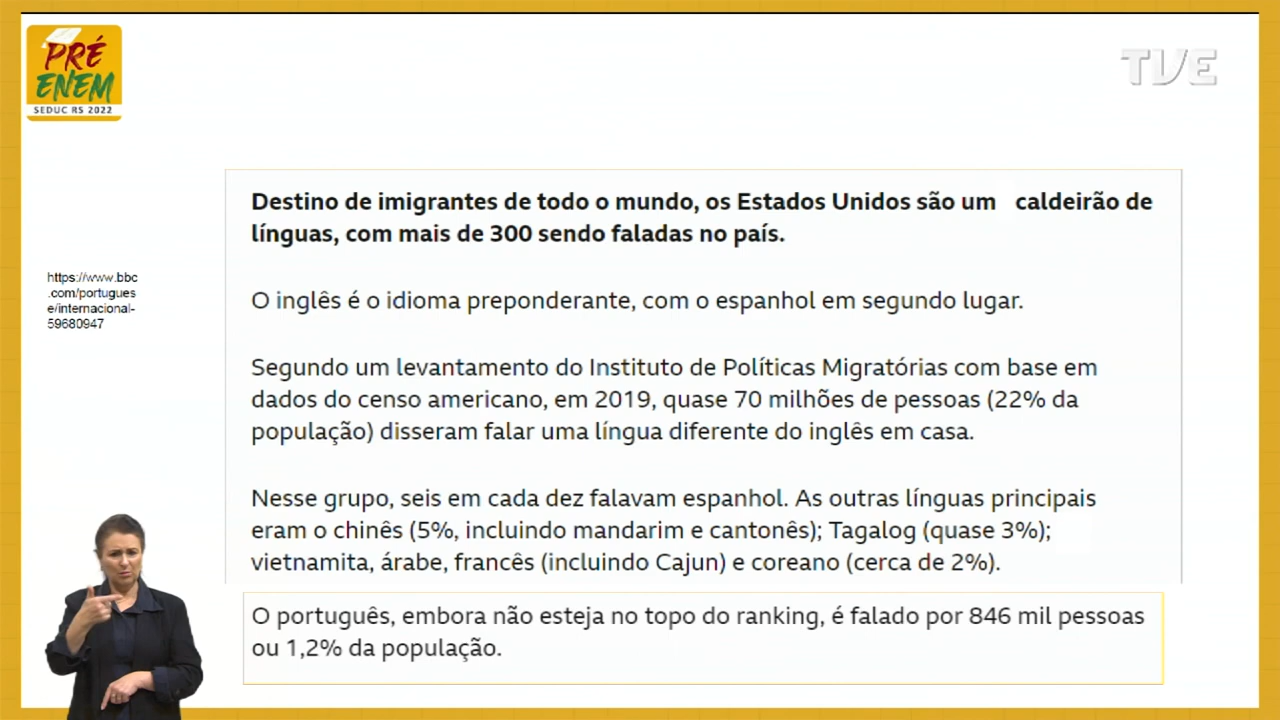 PRÉ
ENEM
SEDUC RS 2022
TVE
Destino de imigrantes de todo o mundo, os Estados Unidos são um caldeirão de
línguas, com mais de 300 sendo faladas no país.
O inglês é o idioma preponderante, com o espanhol em segundo lugar.
https://www.bbc
.com/portugues
e/internacional-
59680947
Segundo um levantamento do Instituto de Políticas Migratórias com base em
dados do censo americano, em 2019, quase 70 milhões de pessoas (22% da
população) disseram falar uma língua diferente do inglês em casa.
Nesse grupo, seis em cada dez falavam espanhol. As outras línguas principais
eram o chinês (5%, incluindo mandarim e cantonês); Tagalog (quase 3%);
vietnamita, árabe, francês (incluindo Cajun) e coreano (cerca de 2%).
O português, embora não esteja no topo do ranking, é falado por 846 mil pessoas
ou 1,2% da população.